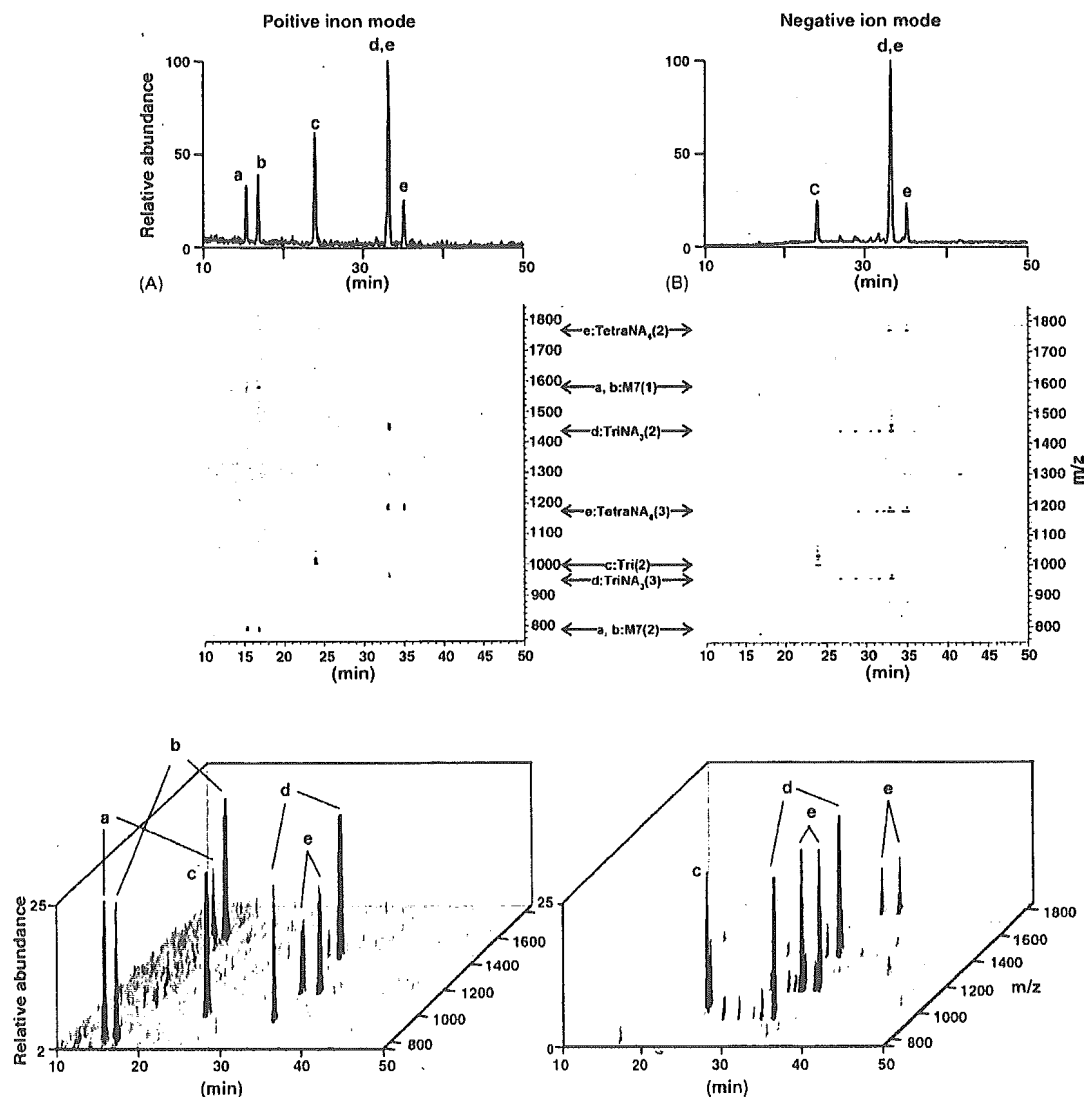 Poitive inon mode
Negative ion mode
d,e
d,e
100
50
0
Relative abundance
a
b
c
e
10
20
30
40
50
(min)
(A)
100
50
0
C
e
10
30
40
50
(min)
(B)
1800
1700
1600
1500
1400
1300
1200
1100
1000
900
800
10
15
20
25
30
35
40
45
50
(min)
e:TetraNA4(2)
a, b:M7(1)
d:TriNA3(2)
e:TetraNA4(3)
c:Tri(2)
d:TriNA3(3)
a, b:M7(2)
1800
1700
1600
1500
1400
1300
1200
1100
1000
900
800
m/z
10
15
20
25
30
35
40
45
50
(min)
b
a
c
d
e
25
2
Relative abundance
10
20
30
40
50
(min)
800
1000
1200
1400
1600
c
d
e
e
25
0
10
20
30
40
50
(min)
800
1000
1200
1400
1600
1800
m/z